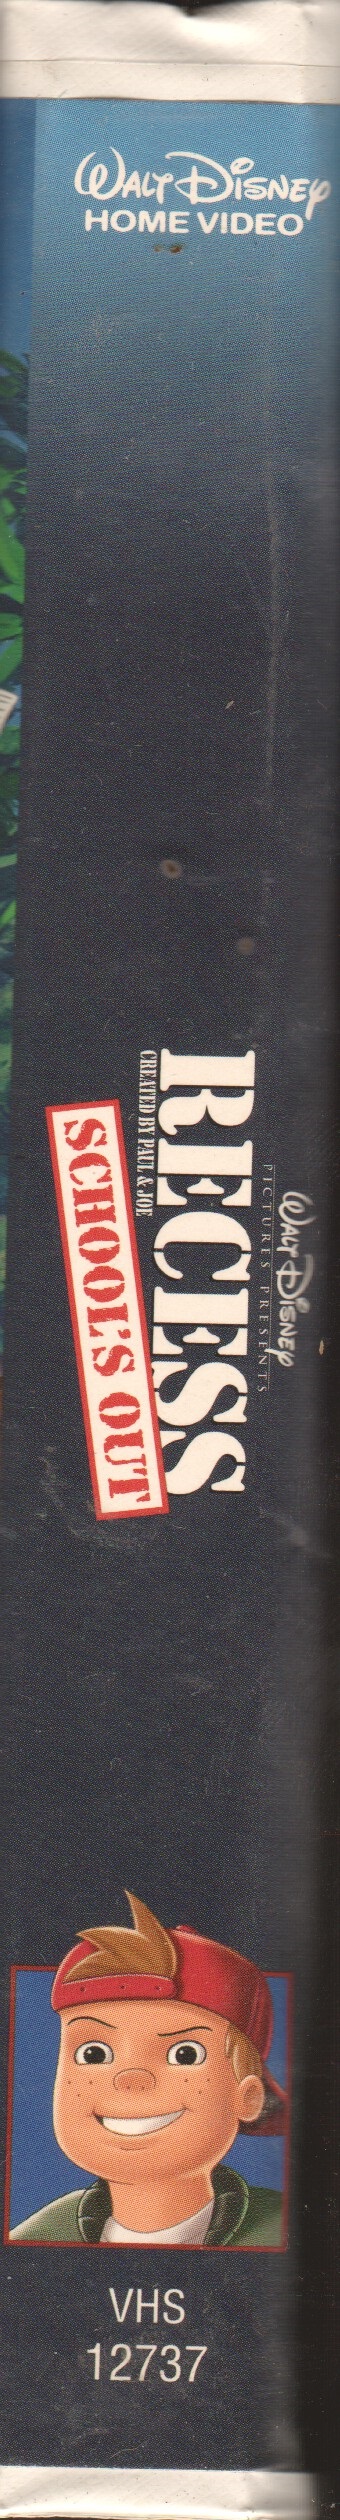 WALT DISNEY
HOME VIDEO
WALT DISNEY
PICTURES PRESENTS
RECESS
CREATED BY PAUL & JOE
SCHOOL'S OUT
VHS
12737